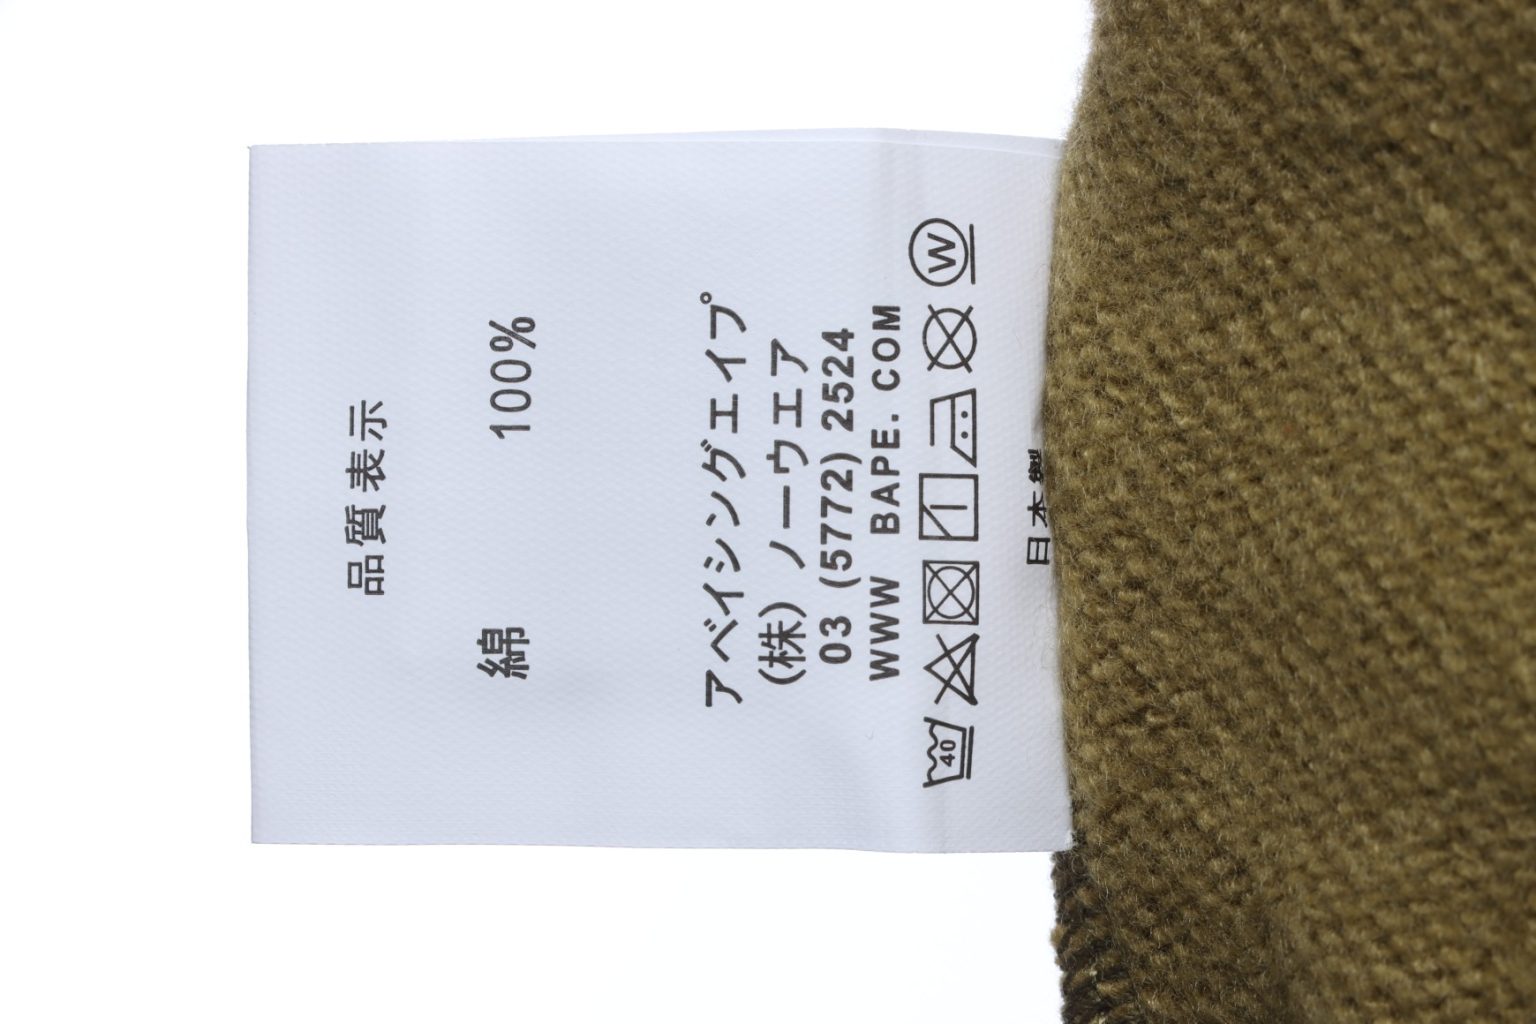 品質表示
綿 100%
アベイシングエイプ
(株)ノーウエア
03 (5772) 2524
WWW BAPE. COM
40
W
日本製